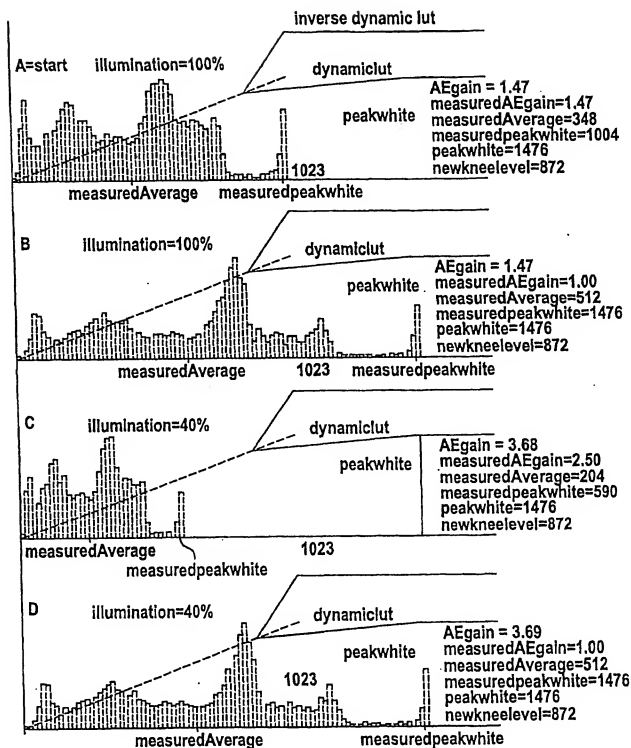 inverse dynamic lut
A=start illumination=100%
dynamiclut
peakwhite
AEgain = 1.47
measuredAEgain=1.47
measuredAverage=348
measuredpeakwhite=1004
peakwhite=1476
newkneelevel=872
1023
measuredAverage measuredpeakwhite
B illumination=100%
dynamiclut
peakwhite
AEgain = 1.47
measuredAEgain=1.00
measuredAverage=512
measuredpeakwhite=1476
peakwhite=1476
newkneelevel=872
measuredAverage 1023 measuredpeakwhite
C illumination=40%
dynamiclut
peakwhite
AEgain = 3.68
measuredAEgain=2.50
measuredAverage=204
measuredpeakwhite=590
peakwhite=1476
newkneelevel=872
measuredAverage 1023
measuredpeakwhite
D illumination=40%
dynamiclut
peakwhite
AEgain = 3.69
measuredAEgain=1.00
measuredAverage=512
measuredpeakwhite=1476
peakwhite=1476
newkneelevel=872
1023
measuredAverage measuredpeakwhite